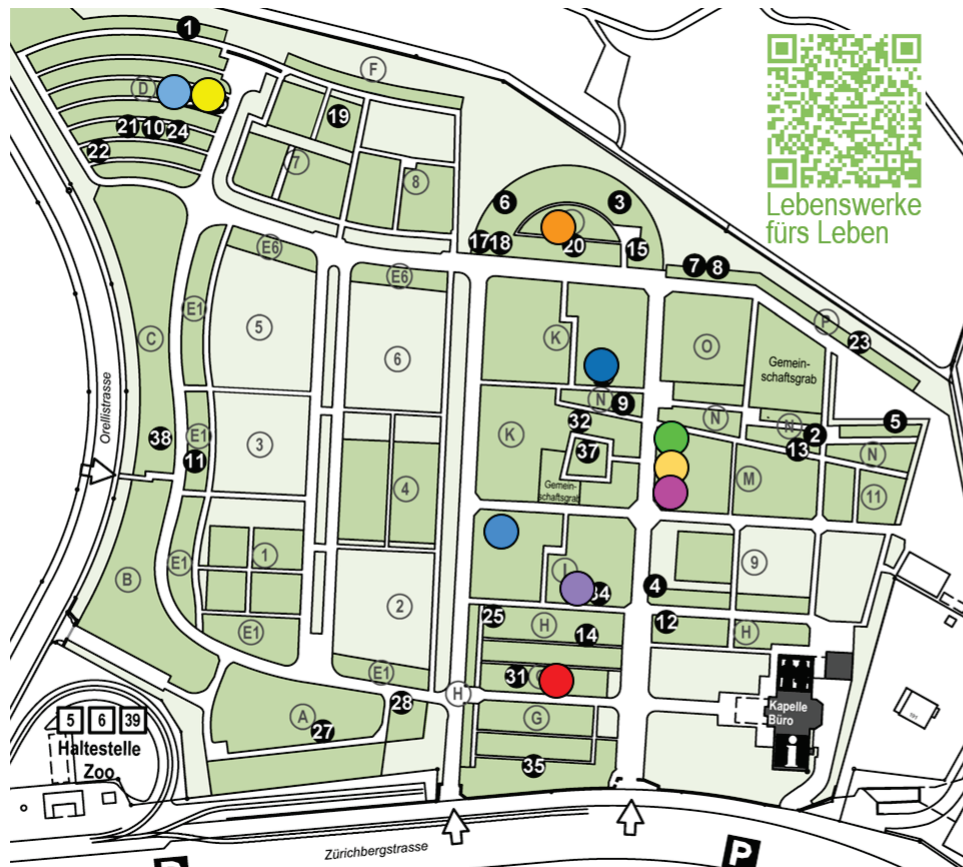 1
F
D
19
21 10 24
22
7
8
6
3
17 18
20
15
7 8
Lebenswerke
fürs Leben
E6
E6
E1
5
6
C
K
O
P
23
Gemein-
schaftsgrab
Orellistrasse
N
9
N
N
5
2
13
N
38
E1
11
3
K
32
37
4
Gemein-
schaftsgrab
M
11
1
E1
B
I
9
2
34
4
25
H
14
12
H
E1
E1
31
H
28
A
27
G
Kapelle
Büro
i
5 6 39
Haltestelle
Zoo
35
Zürichbergstrasse
P